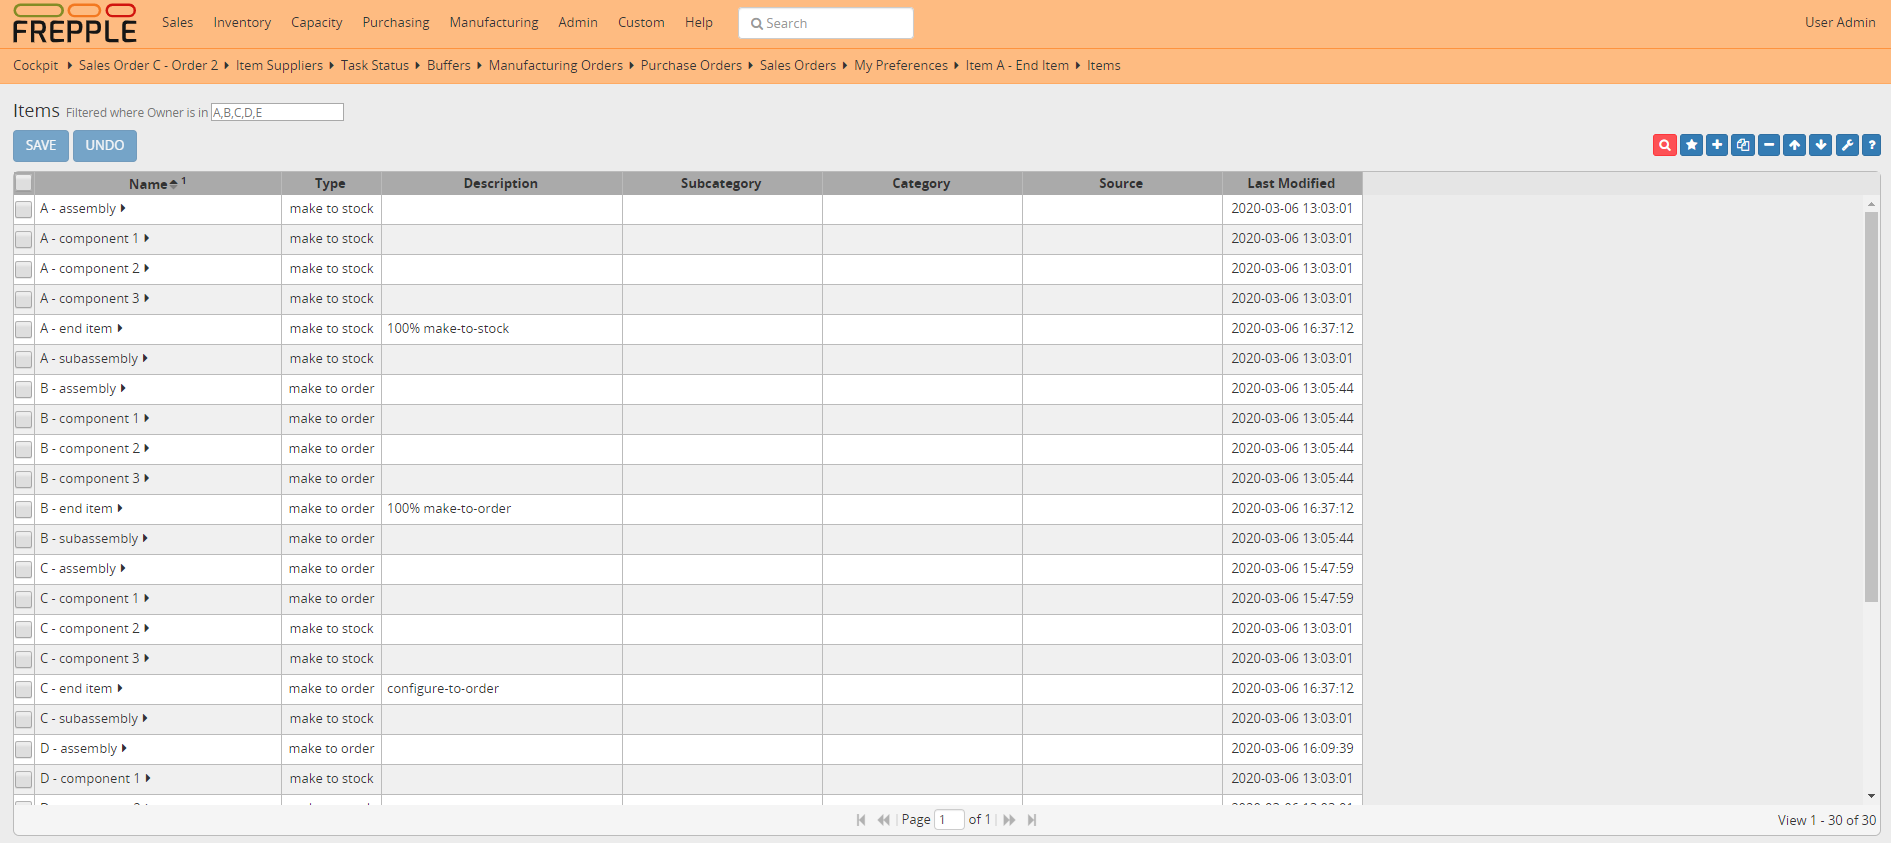 FREPPLE Sales Inventory Capacity Purchasing Manufacturing Admin Custom Help Search User Admin
Cockpit Sales Order C - Order 2 Item Suppliers Task Status Buffers Manufacturing Orders Purchase Orders Sales Orders My Preferences Item A - End Item Items
Items Filtered where Owner is in A,B,C,D,E
SAVE UNDO ?
Name 1 Type Description Subcategory Category Source Last Modified
A - assembly make to stock 2020-03-06 13:03:01
A - component 1 make to stock 2020-03-06 13:03:01
A - component 2 make to stock 2020-03-06 13:03:01
A - component 3 make to stock 2020-03-06 13:03:01
A - end item make to stock 100% make-to-stock 2020-03-06 16:37:12
A - subassembly make to stock 2020-03-06 13:03:01
B - assembly make to order 2020-03-06 13:05:44
B - component 1 make to order 2020-03-06 13:05:44
B - component 2 make to order 2020-03-06 13:05:44
B - component 3 make to order 2020-03-06 13:05:44
B - end item make to order 100% make-to-order 2020-03-06 16:37:12
B - subassembly make to order 2020-03-06 13:05:44
C - assembly make to order 2020-03-06 15:47:59
C - component 1 make to order 2020-03-06 15:47:59
C - component 2 make to stock 2020-03-06 13:03:01
C - component 3 make to stock 2020-03-06 13:03:01
C - end item make to order configure-to-order 2020-03-06 16:37:12
C - subassembly make to stock 2020-03-06 13:03:01
D - assembly make to order 2020-03-06 16:09:39
D - component 1 make to stock 2020-03-06 13:03:01
Page 1 of 1 View 1 - 30 of 30